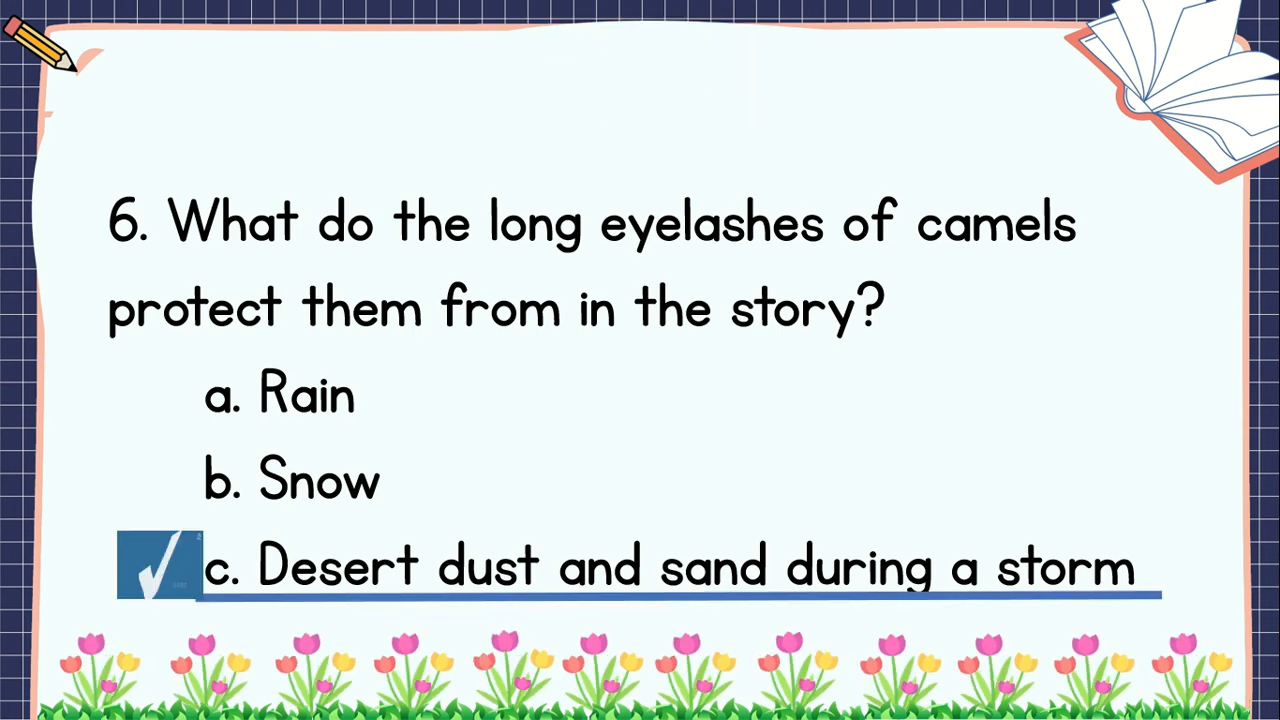 6. What do the long eyelashes of camels
protect them from in the story?
a. Rain
b. Snow
c. Desert dust and sand during a storm